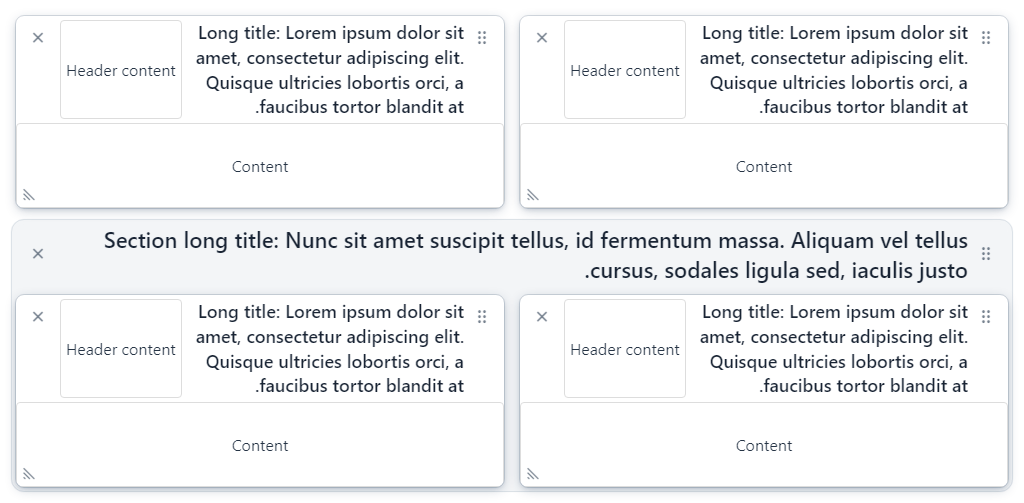 Long title: Lorem ipsum dolor sit
amet, consectetur adipiscing elit.
Quisque ultricies lobortis orci, a
.faucibus tortor blandit at
Header content
Content
Long title: Lorem ipsum dolor sit
amet, consectetur adipiscing elit.
Quisque ultricies lobortis orci, a
.faucibus tortor blandit at
Header content
Content
Section long title: Nunc sit amet suscipit tellus, id fermentum massa. Aliquam vel tellus
.cursus, sodales ligula sed, iaculis justo
Long title: Lorem ipsum dolor sit
amet, consectetur adipiscing elit.
Quisque ultricies lobortis orci, a
.faucibus tortor blandit at
Header content
Content
Long title: Lorem ipsum dolor sit
amet, consectetur adipiscing elit.
Quisque ultricies lobortis orci, a
.faucibus tortor blandit at
Header content
Content